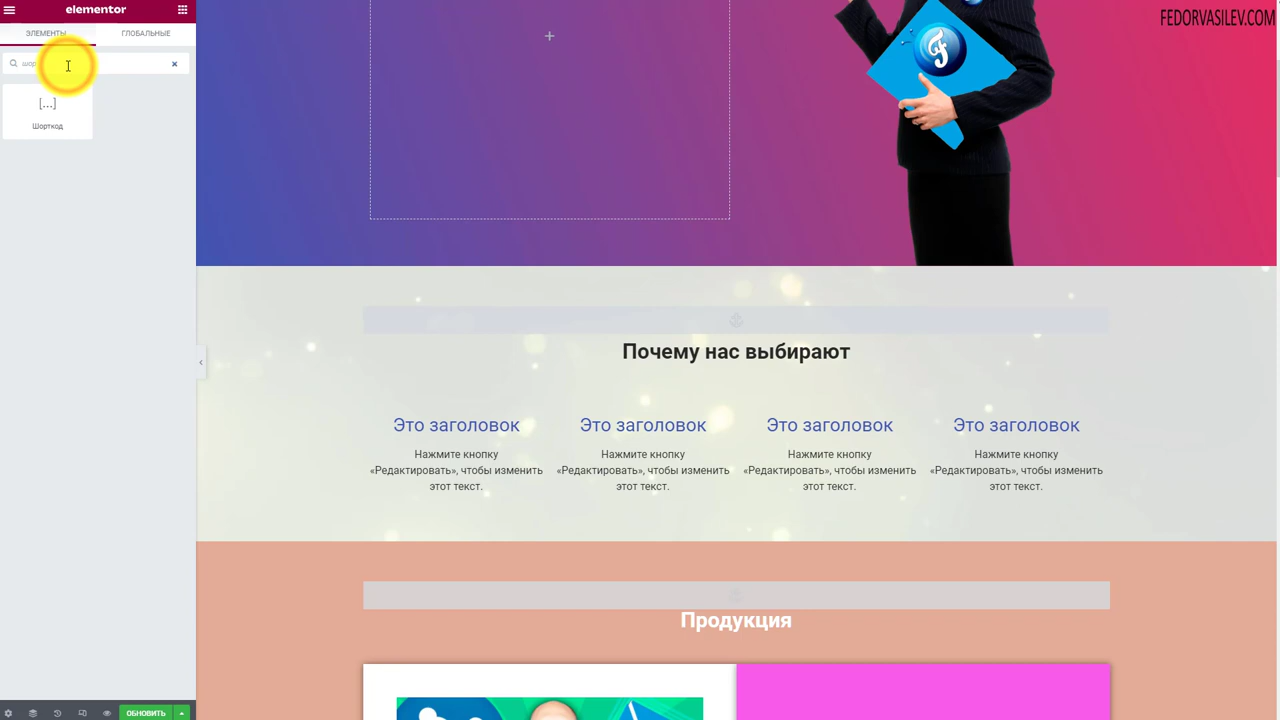 elementor
FEDORVASILEV.COM
ЭЛЕМЕНТЫ
ГЛОБАЛЬНЫЕ
[...]
Шорткод
Почему нас выбирают
Это заголовок
Нажмите кнопку
«Редактировать», чтобы изменить
этот текст.
Это заголовок
Нажмите кнопку
«Редактировать», чтобы изменить
этот текст.
Это заголовок
Нажмите кнопку
«Редактировать», чтобы изменить
этот текст.
Это заголовок
Нажмите кнопку
«Редактировать», чтобы изменить
этот текст.
Продукция
ОБНОВИТЬ